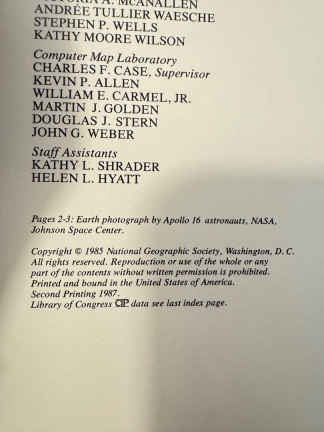 VICTORIA A. McANALLEN
ANDRÉE TULLIER WAESCHE
STEPHEN P. WELLS
KATHY MOORE WILSON
Computer Map Laboratory
CHARLES F. CASE, Supervisor
KEVIN P. ALLEN
WILLIAM E. CARMEL, JR.
MARTIN J. GOLDEN
DOUGLAS J. STERN
JOHN G. WEBER
Staff Assistants
KATHY L. SHRADER
HELEN L. HYATT
Pages 2-3: Earth photograph by Apollo 16 astronauts, NASA,
Johnson Space Center.
Copyright © 1985 National Geographic Society, Washington, D. C.
All rights reserved. Reproduction or use of the whole or any
part of the contents without written permission is prohibited.
Printed and bound in the United States of America.
Second Printing 1987.
Library of Congress CIP data see last index page.